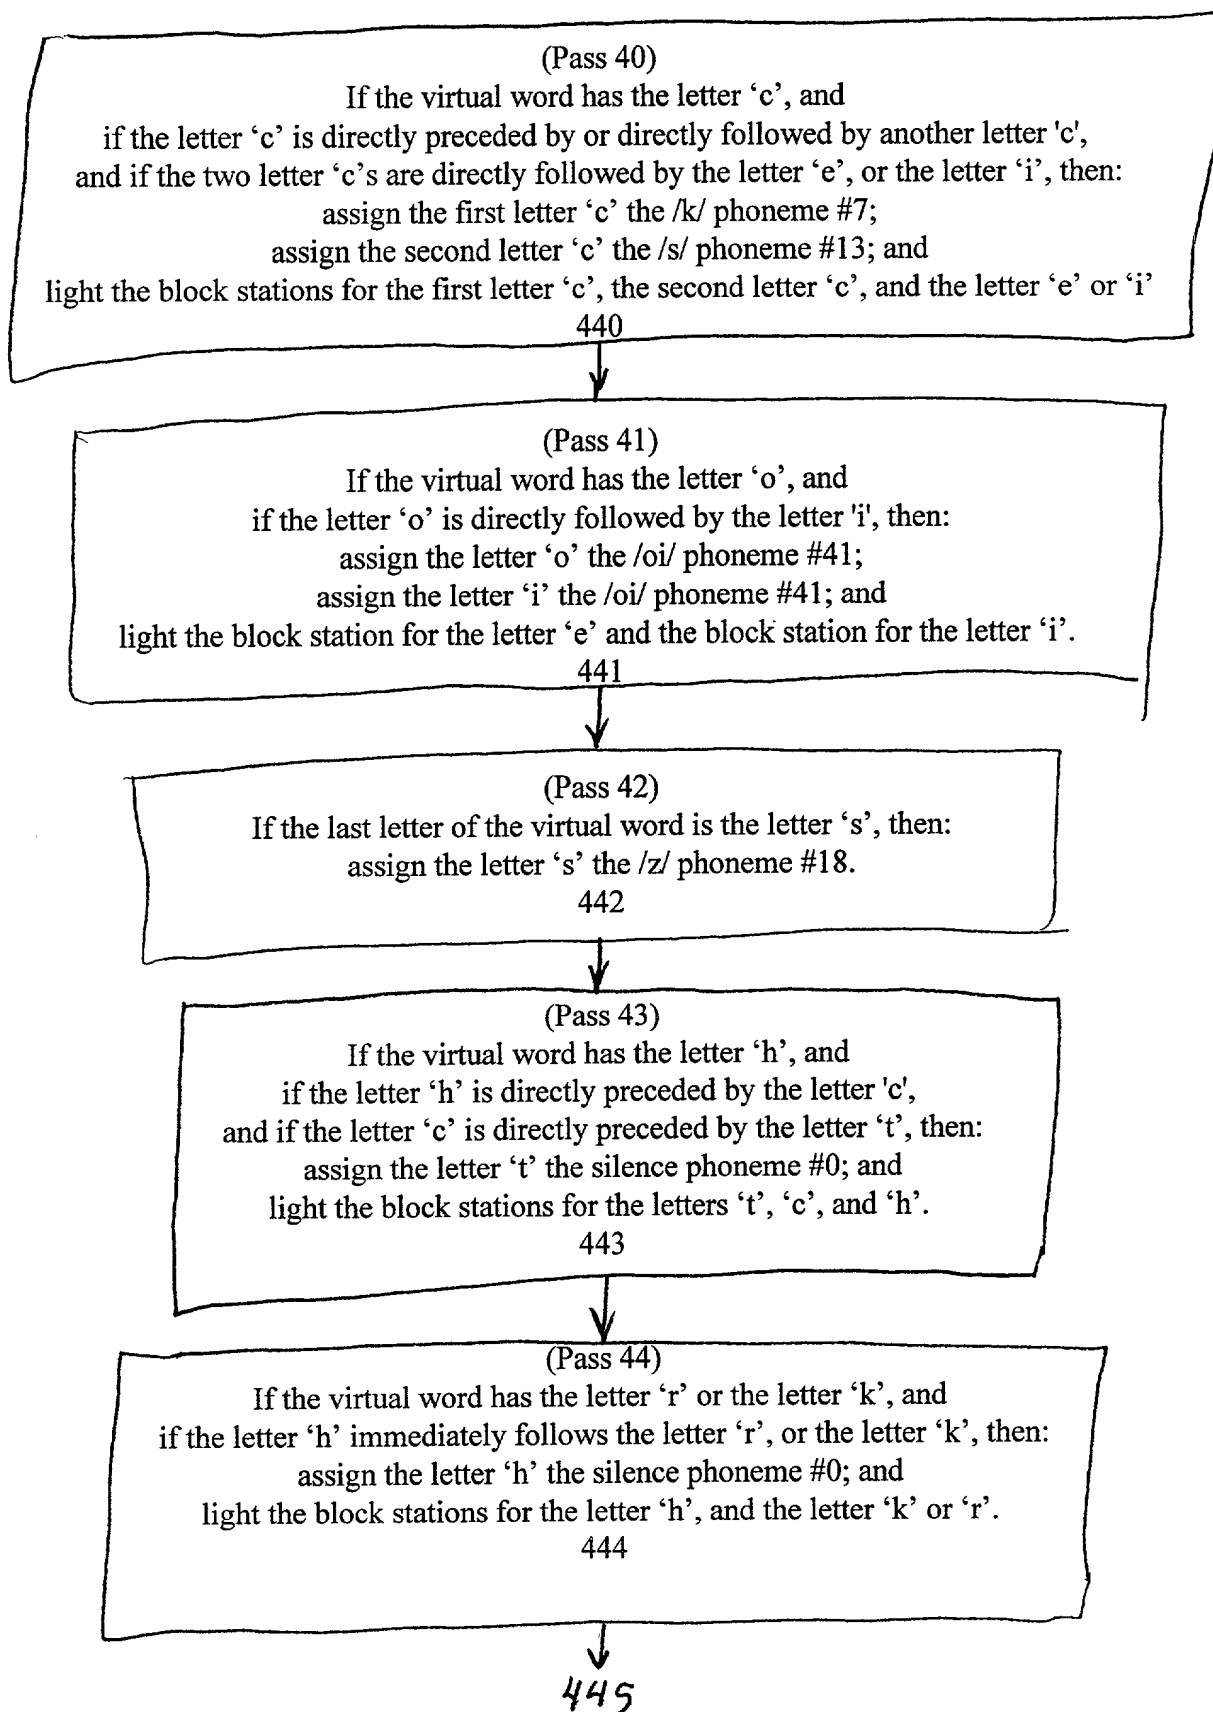 (Pass 40)
If the virtual word has the letter ‘c’, and
if the letter ‘c’ is directly preceded by or directly followed by another letter 'c',
and if the two letter ‘c’s are directly followed by the letter ‘e’, or the letter ‘i’, then:
assign the first letter ‘c’ the /k/ phoneme #7;
assign the second letter ‘c’ the /s/ phoneme #13; and
light the block stations for the first letter ‘c’, the second letter ‘c’, and the letter ‘e’ or ‘i’
440
(Pass 41)
If the virtual word has the letter ‘o’, and
if the letter ‘o’ is directly followed by the letter 'i', then:
assign the letter ‘o’ the /oi/ phoneme #41;
assign the letter ‘i’ the /oi/ phoneme #41; and
light the block station for the letter ‘e’ and the block station for the letter ‘i’.
441
(Pass 42)
If the last letter of the virtual word is the letter ‘s’, then:
assign the letter ‘s’ the /z/ phoneme #18.
442
(Pass 43)
If the virtual word has the letter ‘h’, and
if the letter ‘h’ is directly preceded by the letter 'c',
and if the letter ‘c’ is directly preceded by the letter ‘t’, then:
assign the letter ‘t’ the silence phoneme #0; and
light the block stations for the letters ‘t’, ‘c’, and ‘h’.
443
(Pass 44)
If the virtual word has the letter ‘r’ or the letter ‘k’, and
if the letter ‘h’ immediately follows the letter ‘r’, or the letter ‘k’, then:
assign the letter ‘h’ the silence phoneme #0; and
light the block stations for the letter ‘h’, and the letter ‘k’ or ‘r’.
444
445